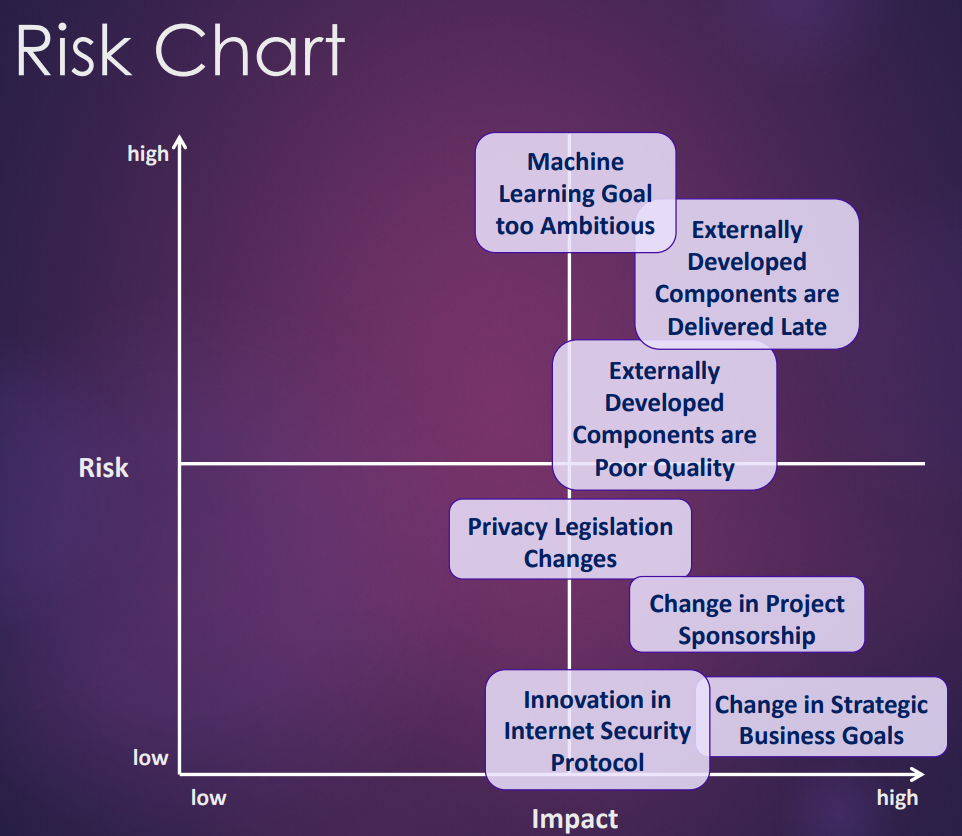 Risk Chart
high
Machine
Learning Goal
too Ambitious
Externally
Developed
Components are
Delivered Late
Externally
Developed
Components are
Poor Quality
Risk
Privacy Legislation
Changes
Change in Project
Sponsorship
Innovation in
Internet Security
Protocol
Change in Strategic
Business Goals
low
low
high
Impact